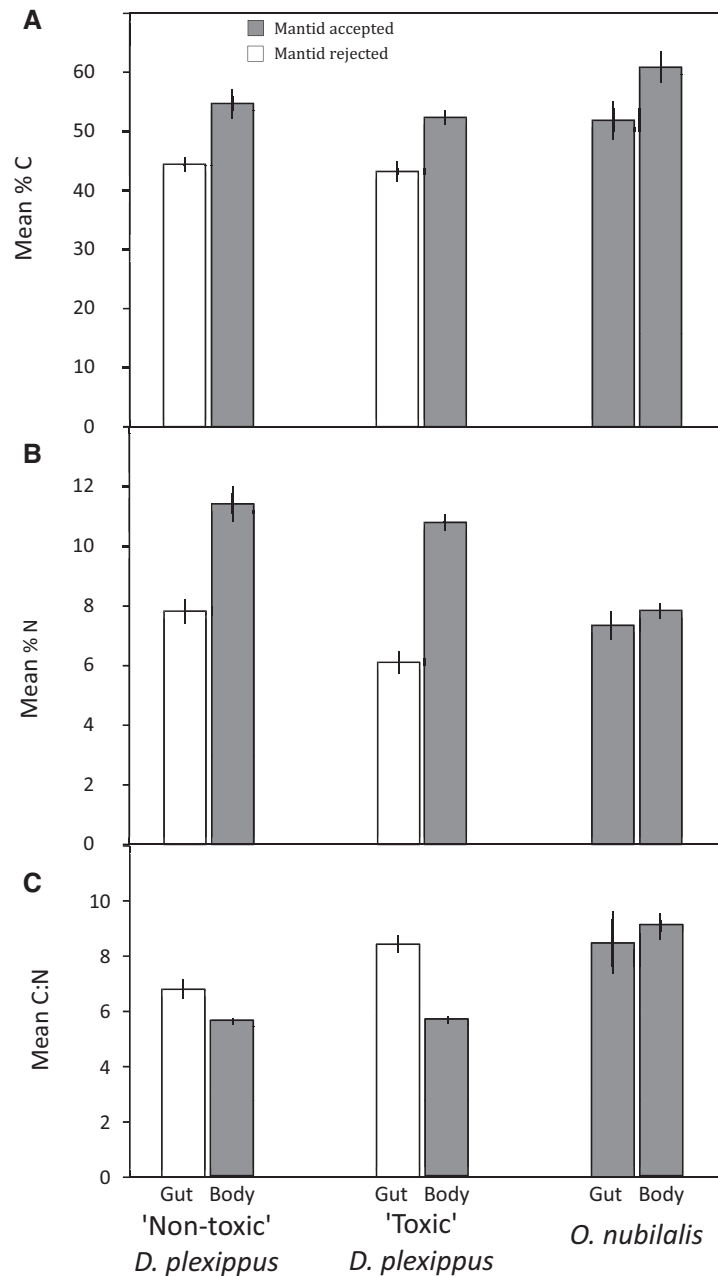 A
Mantid accepted
Mantid rejected
60
50
40
30
20
10
0
Mean % C
B
12
10
8
6
4
2
0
Mean % N
C
10
8
6
4
2
0
Mean C:N
Gut Body Gut Body Gut Body
'Non-toxic' 'Toxic' O. nubilalis
D. plexippus D. plexippus